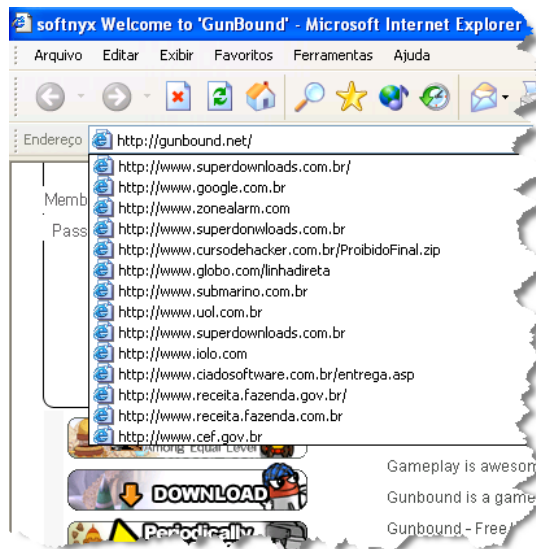 softnyx Welcome to 'GunBound' - Microsoft Internet Explorer
Arquivo Editar Exibir Favoritos Ferramentas Ajuda
Endereço http://gunbound.net/
http://www.superdownloads.com.br/
http://www.google.com.br
Memb
http://www.zonealarm.com
Pass
http://www.superdonwloads.com.br
http://www.cursodehacker.com.br/ProibidoFinal.zip
http://www.globo.com/linhadireta
http://www.submarino.com.br
http://www.uol.com.br
http://www.superdownloads.com.br
http://www.iolo.com
http://www.ciadosoftware.com.br/entrega.asp
http://www.receita.fazenda.gov.br/
http://www.receita.fazenda.com.br
http://www.cef.gov.br
Among Equal Level
Gameplay is aweson
DOWNLOAD
Gunbound is a game
Periodically
Gunbound - Free